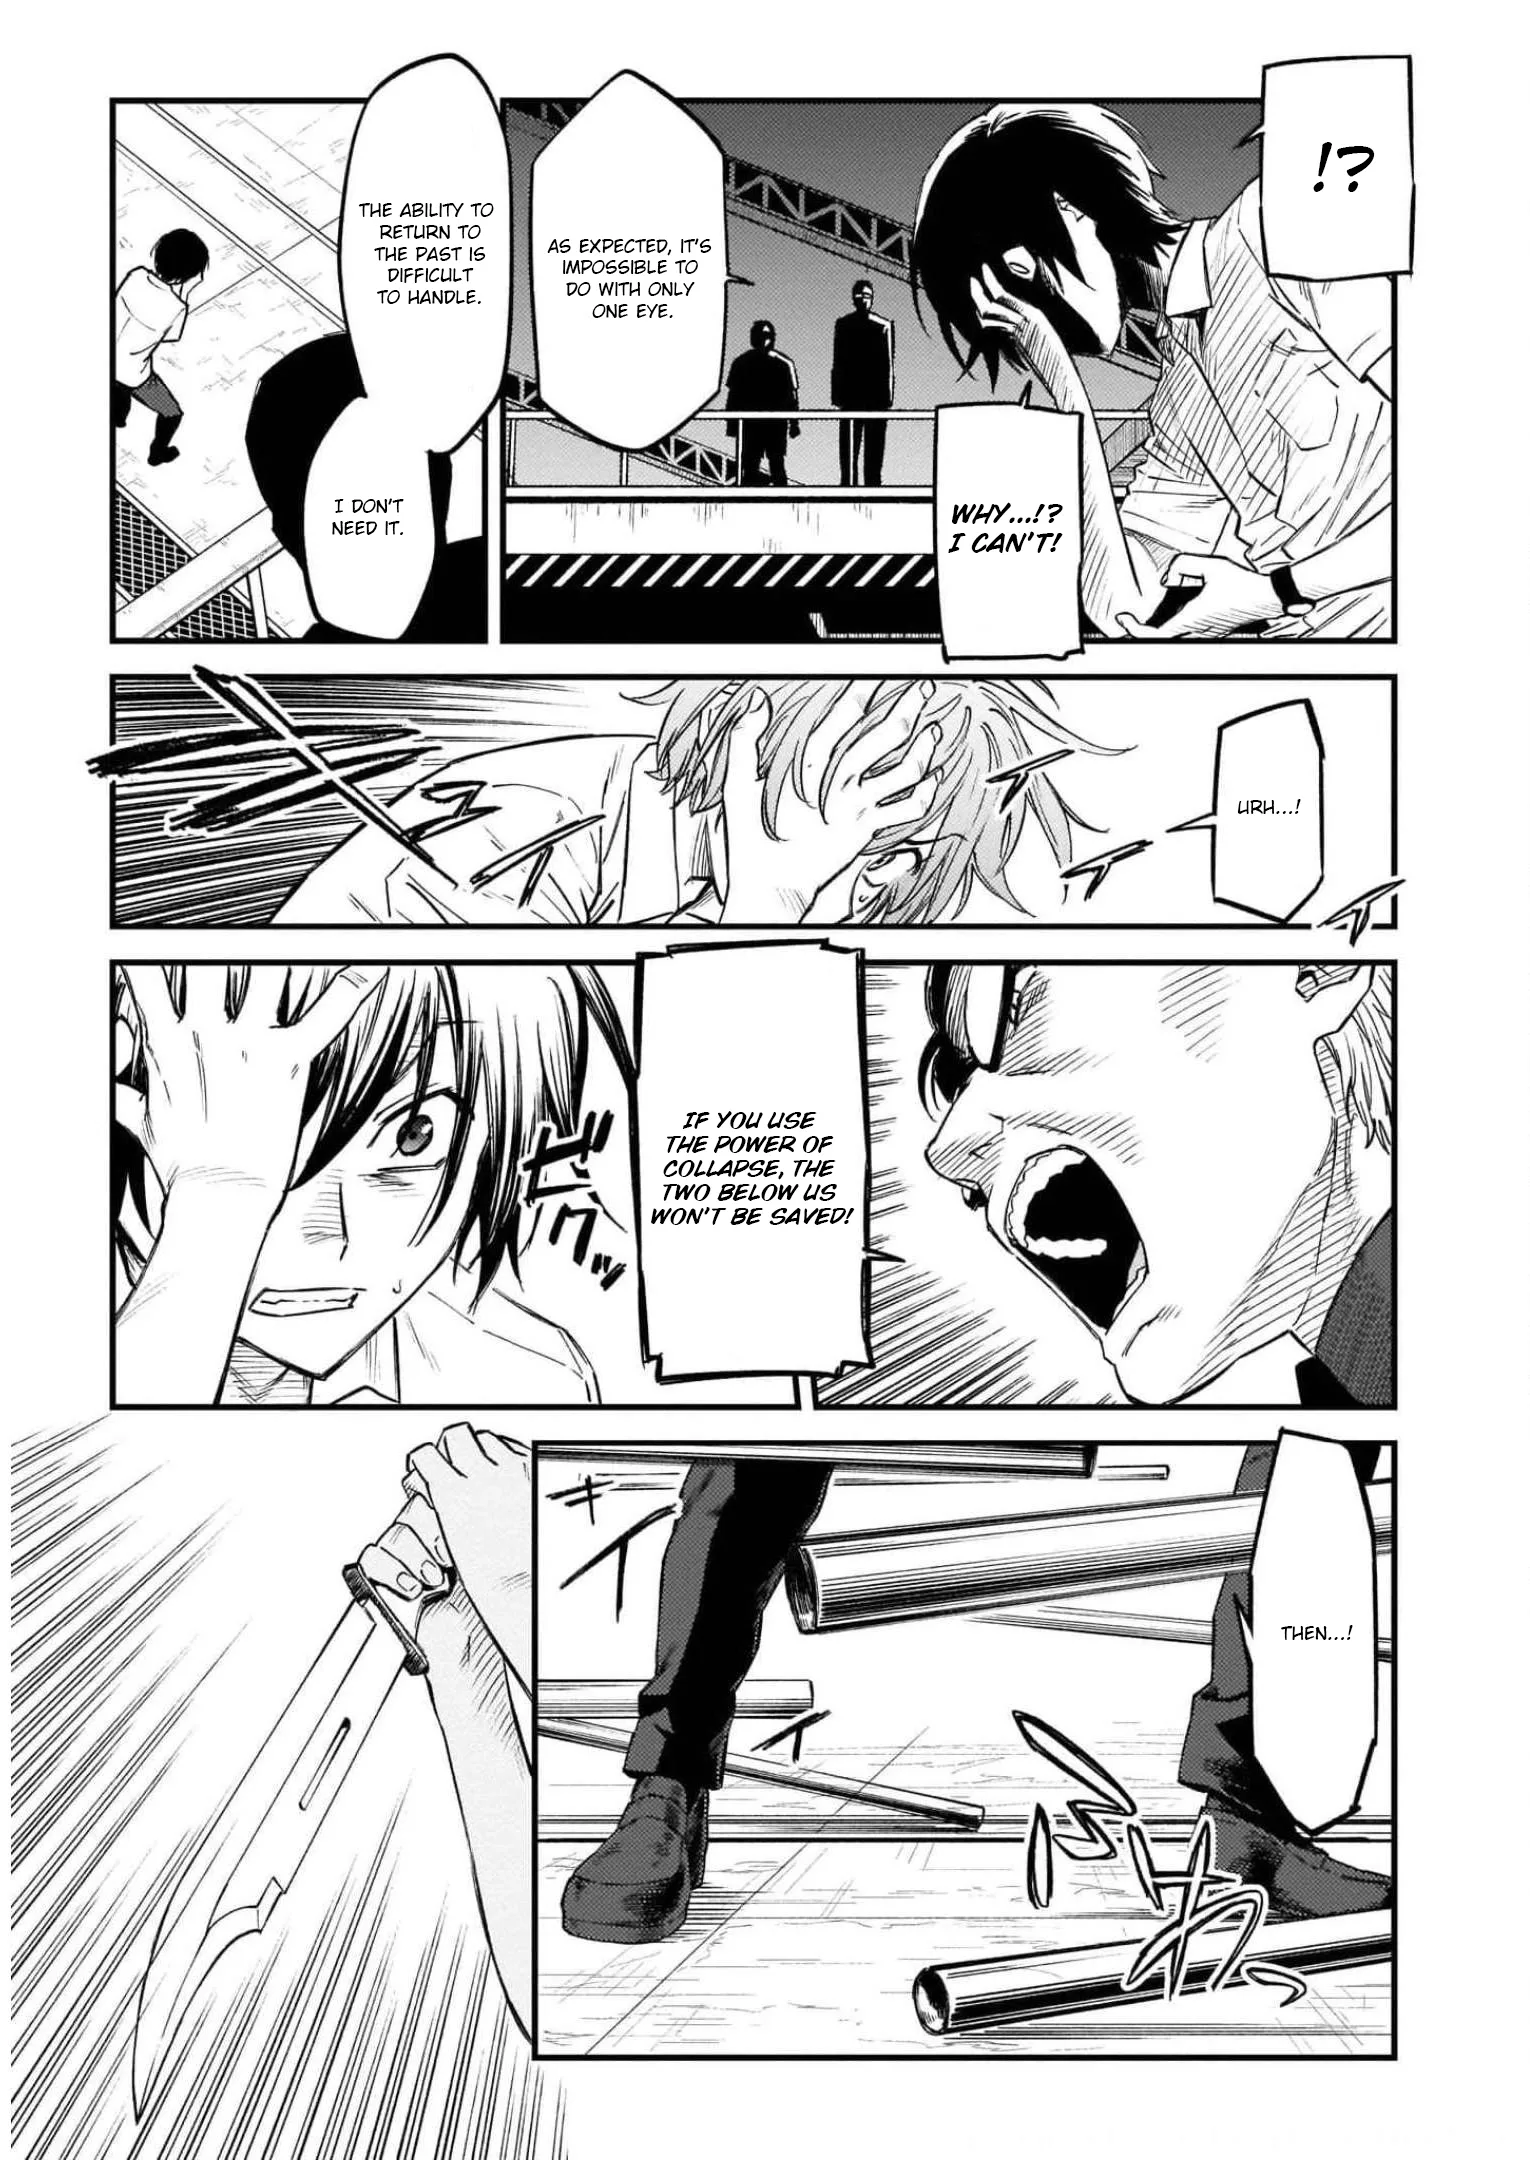 !?
WHY...!?
I CAN'T!
AS EXPECTED, IT'S
IMPOSSIBLE TO
DO WITH ONLY
ONE EYE.
THE ABILITY TO
RETURN TO
THE PAST IS
DIFFICULT
TO HANDLE.
I DON'T
NEED IT.
URH...!
IF YOU USE
THE POWER OF
COLLAPSE, THE
TWO BELOW US
WON'T BE SAVED!
THEN...!